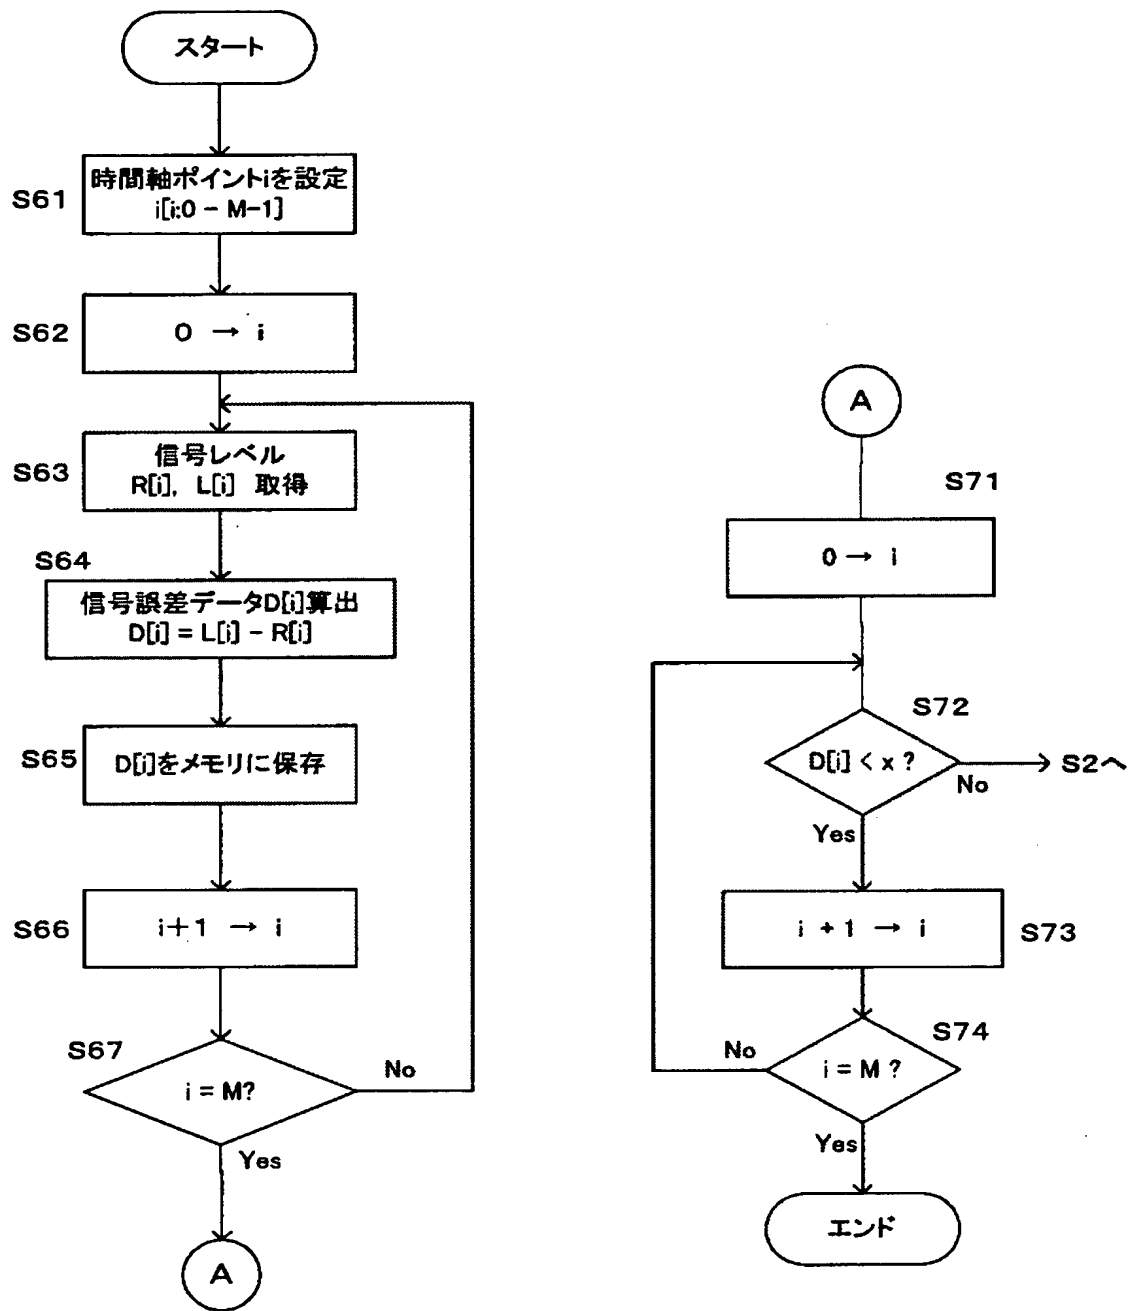 スタート
S61
時間軸ポイントiを設定
i[i:0 - M-1]
S62
0 → i
S63
信号レベル
R[i], L[i] 取得
S64
信号誤差データD[i]算出
D[i] = L[i] - R[i]
S65
D[i]をメモリに保存
S66
i+1 → i
S67
i = M?
No
Yes
A
A
S71
0 → i
S72
D[i] < x ?
No
S2へ
Yes
i + 1 → i
S73
S74
No
i = M ?
Yes
エンド